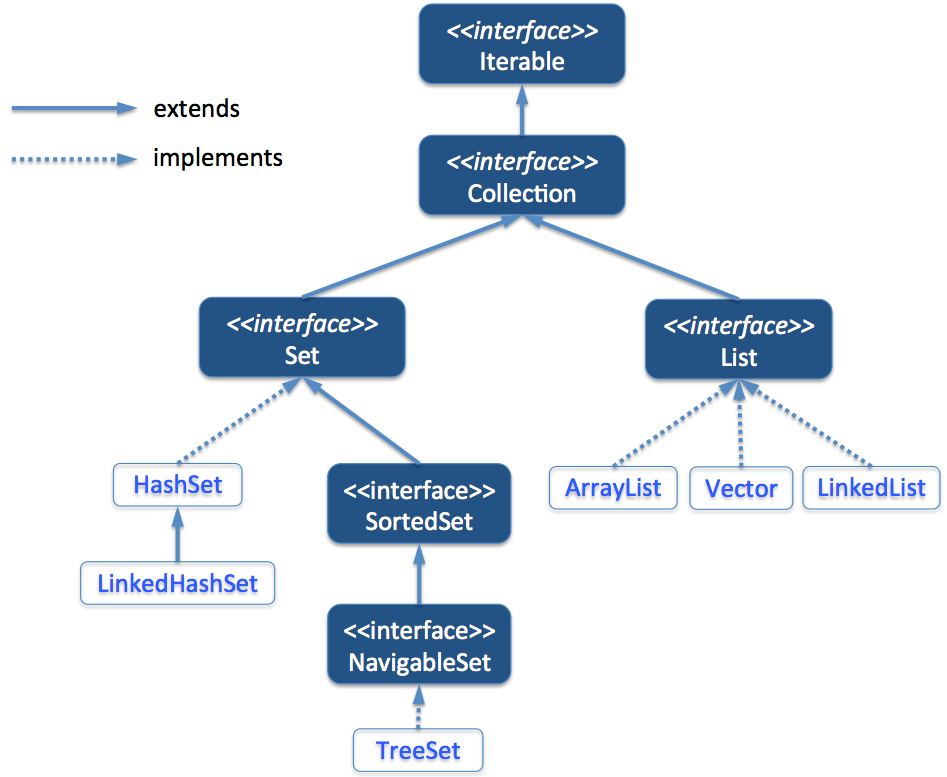 <<interface>>
Iterable
extends
implements
<<interface>>
Collection
<<interface>>
Set
<<interface>>
List
HashSet
<<interface>>
SortedSet
ArrayList
Vector
LinkedList
LinkedHashSet
<<interface>>
NavigableSet
TreeSet